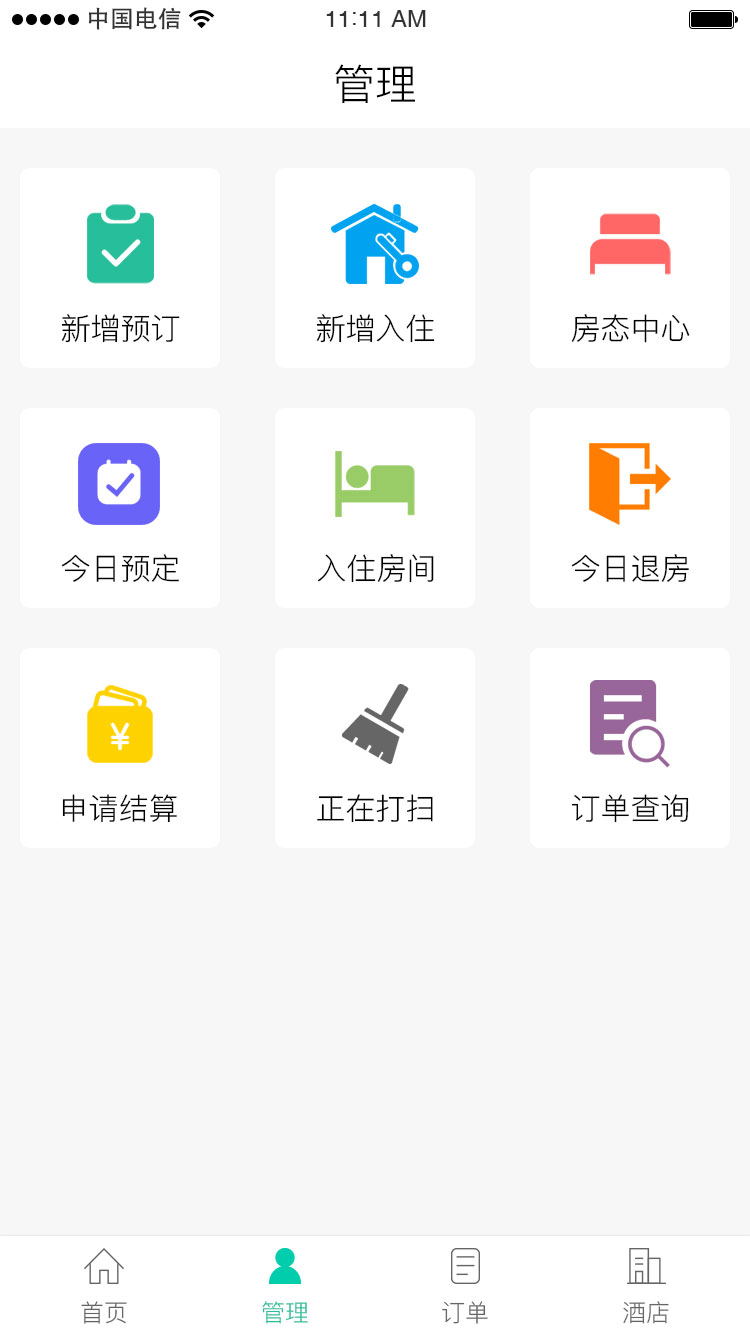 中国电信 11:11 AM
管理
新增预订 新增入住 房态中心
今日预定 入住房间 今日退房
¥
申请结算 正在打扫 订单查询
首页 管理 订单 酒店